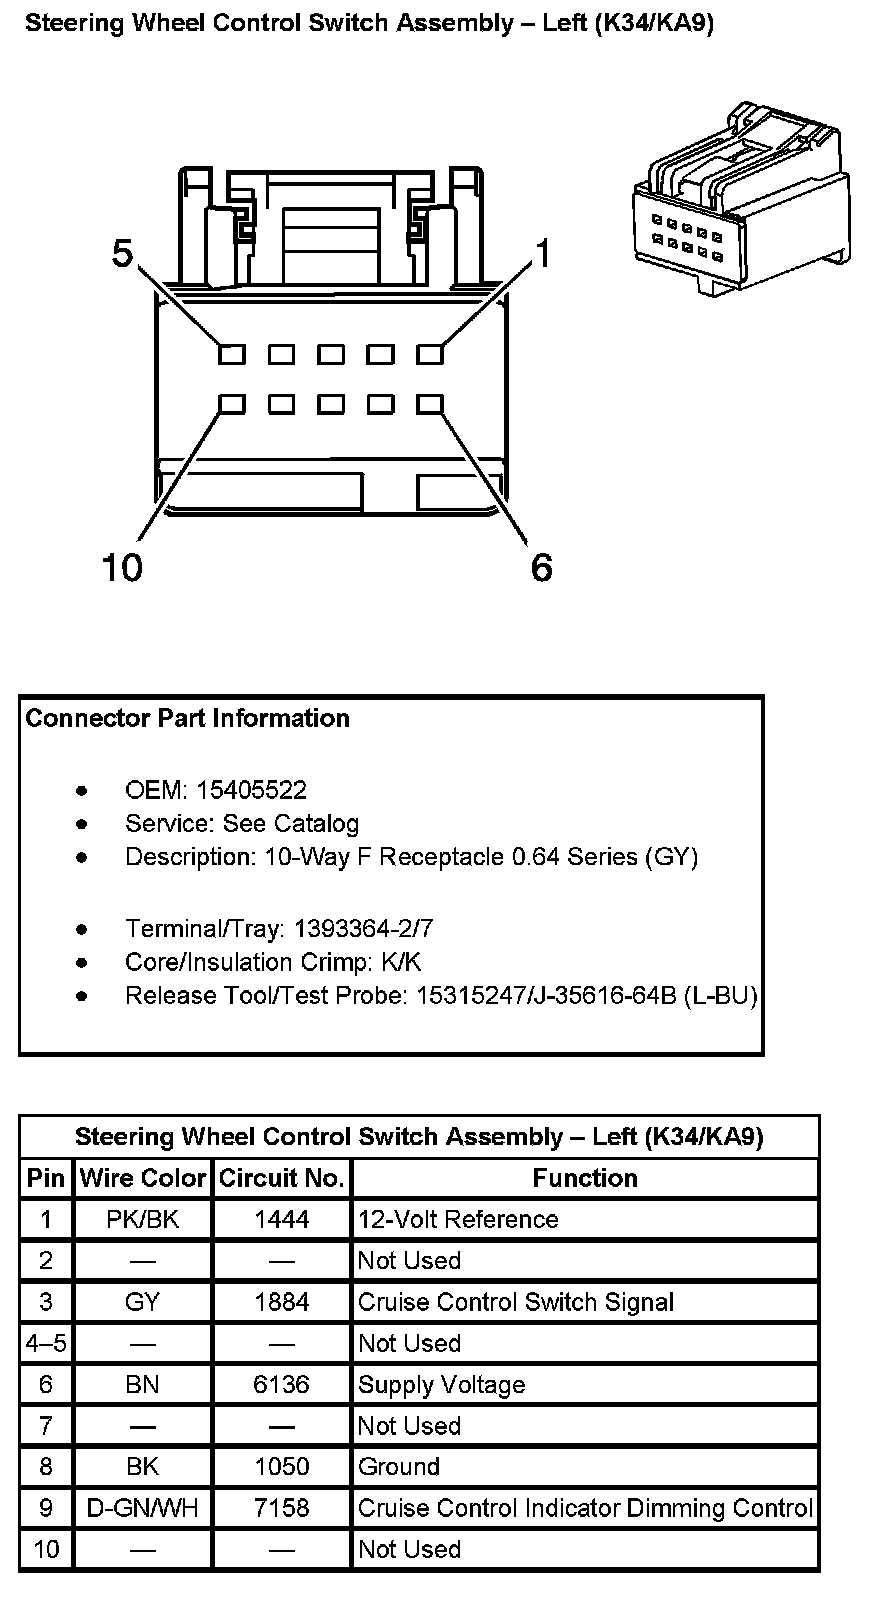 Steering Wheel Control Switch Assembly – Left (K34/KA9)
5
1
10
6
Connector Part Information
• OEM: 15405522
• Service: See Catalog
• Description: 10-Way F Receptacle 0.64 Series (GY)
• Terminal/Tray: 1393364-2/7
• Core/Insulation Crimp: K/K
• Release Tool/Test Probe: 15315247/J-35616-64B (L-BU)
Steering Wheel Control Switch Assembly – Left (K34/KA9)
Pin Wire Color Circuit No. Function
1 PK/BK 1444 12-Volt Reference
2 — — Not Used
3 GY 1884 Cruise Control Switch Signal
4–5 — — Not Used
6 BN 6136 Supply Voltage
7 — — Not Used
8 BK 1050 Ground
9 D-GN/WH 7158 Cruise Control Indicator Dimming Control
10 — — Not Used